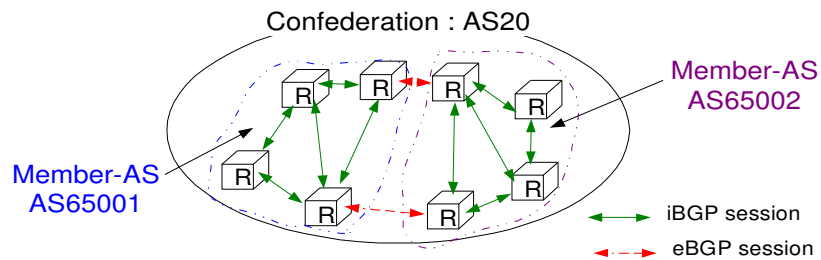 Confederation : AS20
R
R
R
R
R
R
R
R
Member-AS
AS65002
Member-AS
AS65001
iBGP session
eBGP session